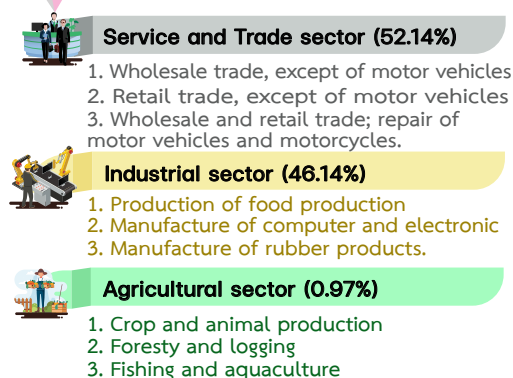 Service and Trade sector (52.14%)
1. Wholesale trade, except of motor vehicles
2. Retail trade, except of motor vehicles
3. Wholesale and retail trade; repair of
motor vehicles and motorcycles.
Industrial sector (46.14%)
1. Production of food production
2. Manufacture of computer and electronic
3. Manufacture of rubber products.
Agricultural sector (0.97%)
1. Crop and animal production
2. Foresty and logging
3. Fishing and aquaculture